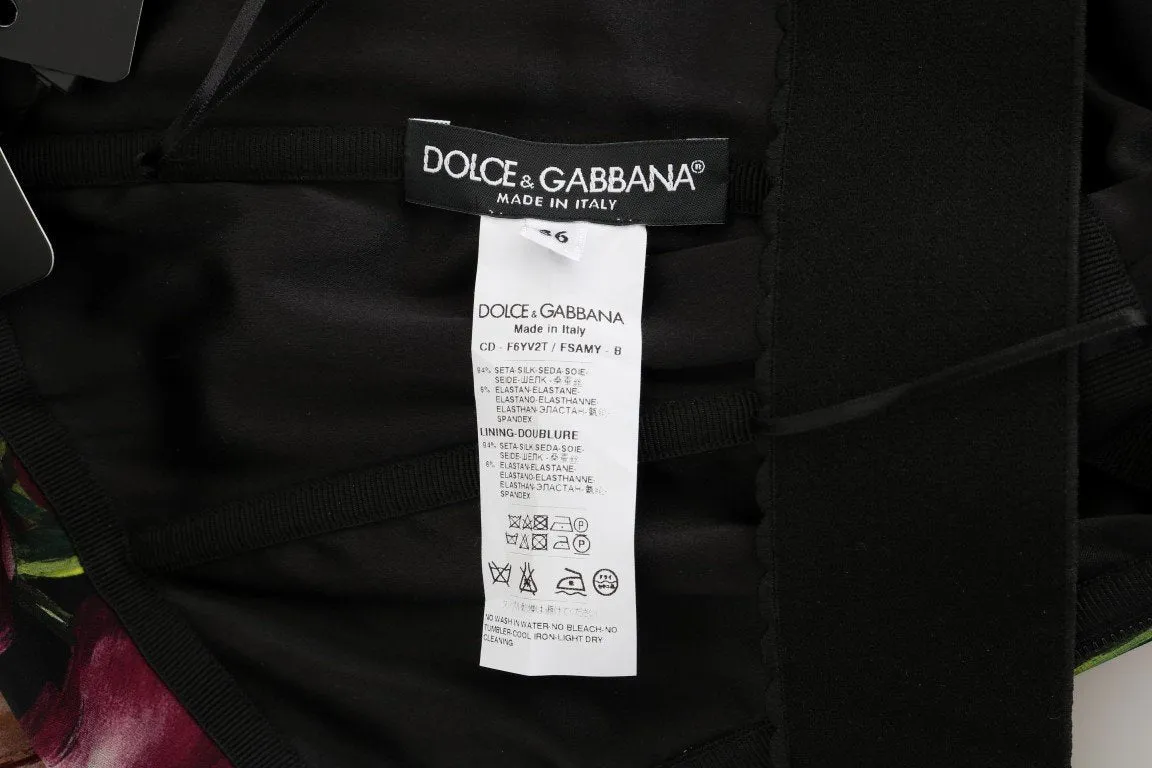 DOLCE & GABBANA®
MADE IN ITALY
36
DOLCE & GABBANA
Made in Italy
CD - F6YV2T / FSAMY - B
94% SETA-SILK-SEDA-SOIE-
SEIDE-ШЕЛК-
6% ELASTAN-ELASTANE-
ELASTANO-ELASTHANNE-
ELASTHAN-ЭЛАСТАН-
SPANDEX
LINING-DOUBLURE
94% SETA-SILK-SEDA-SOIE-
SEIDE-ШЕЛК-
6% ELASTAN-ELASTANE-
ELASTANO-ELASTHANNE-
ELASTHAN-ЭЛАСТАН-
SPANDEX
P
P
NO WASH IN WATER-NO BLEACH-NO
TUMBLER-COOL IRON-LIGHT DRY
CLEANING